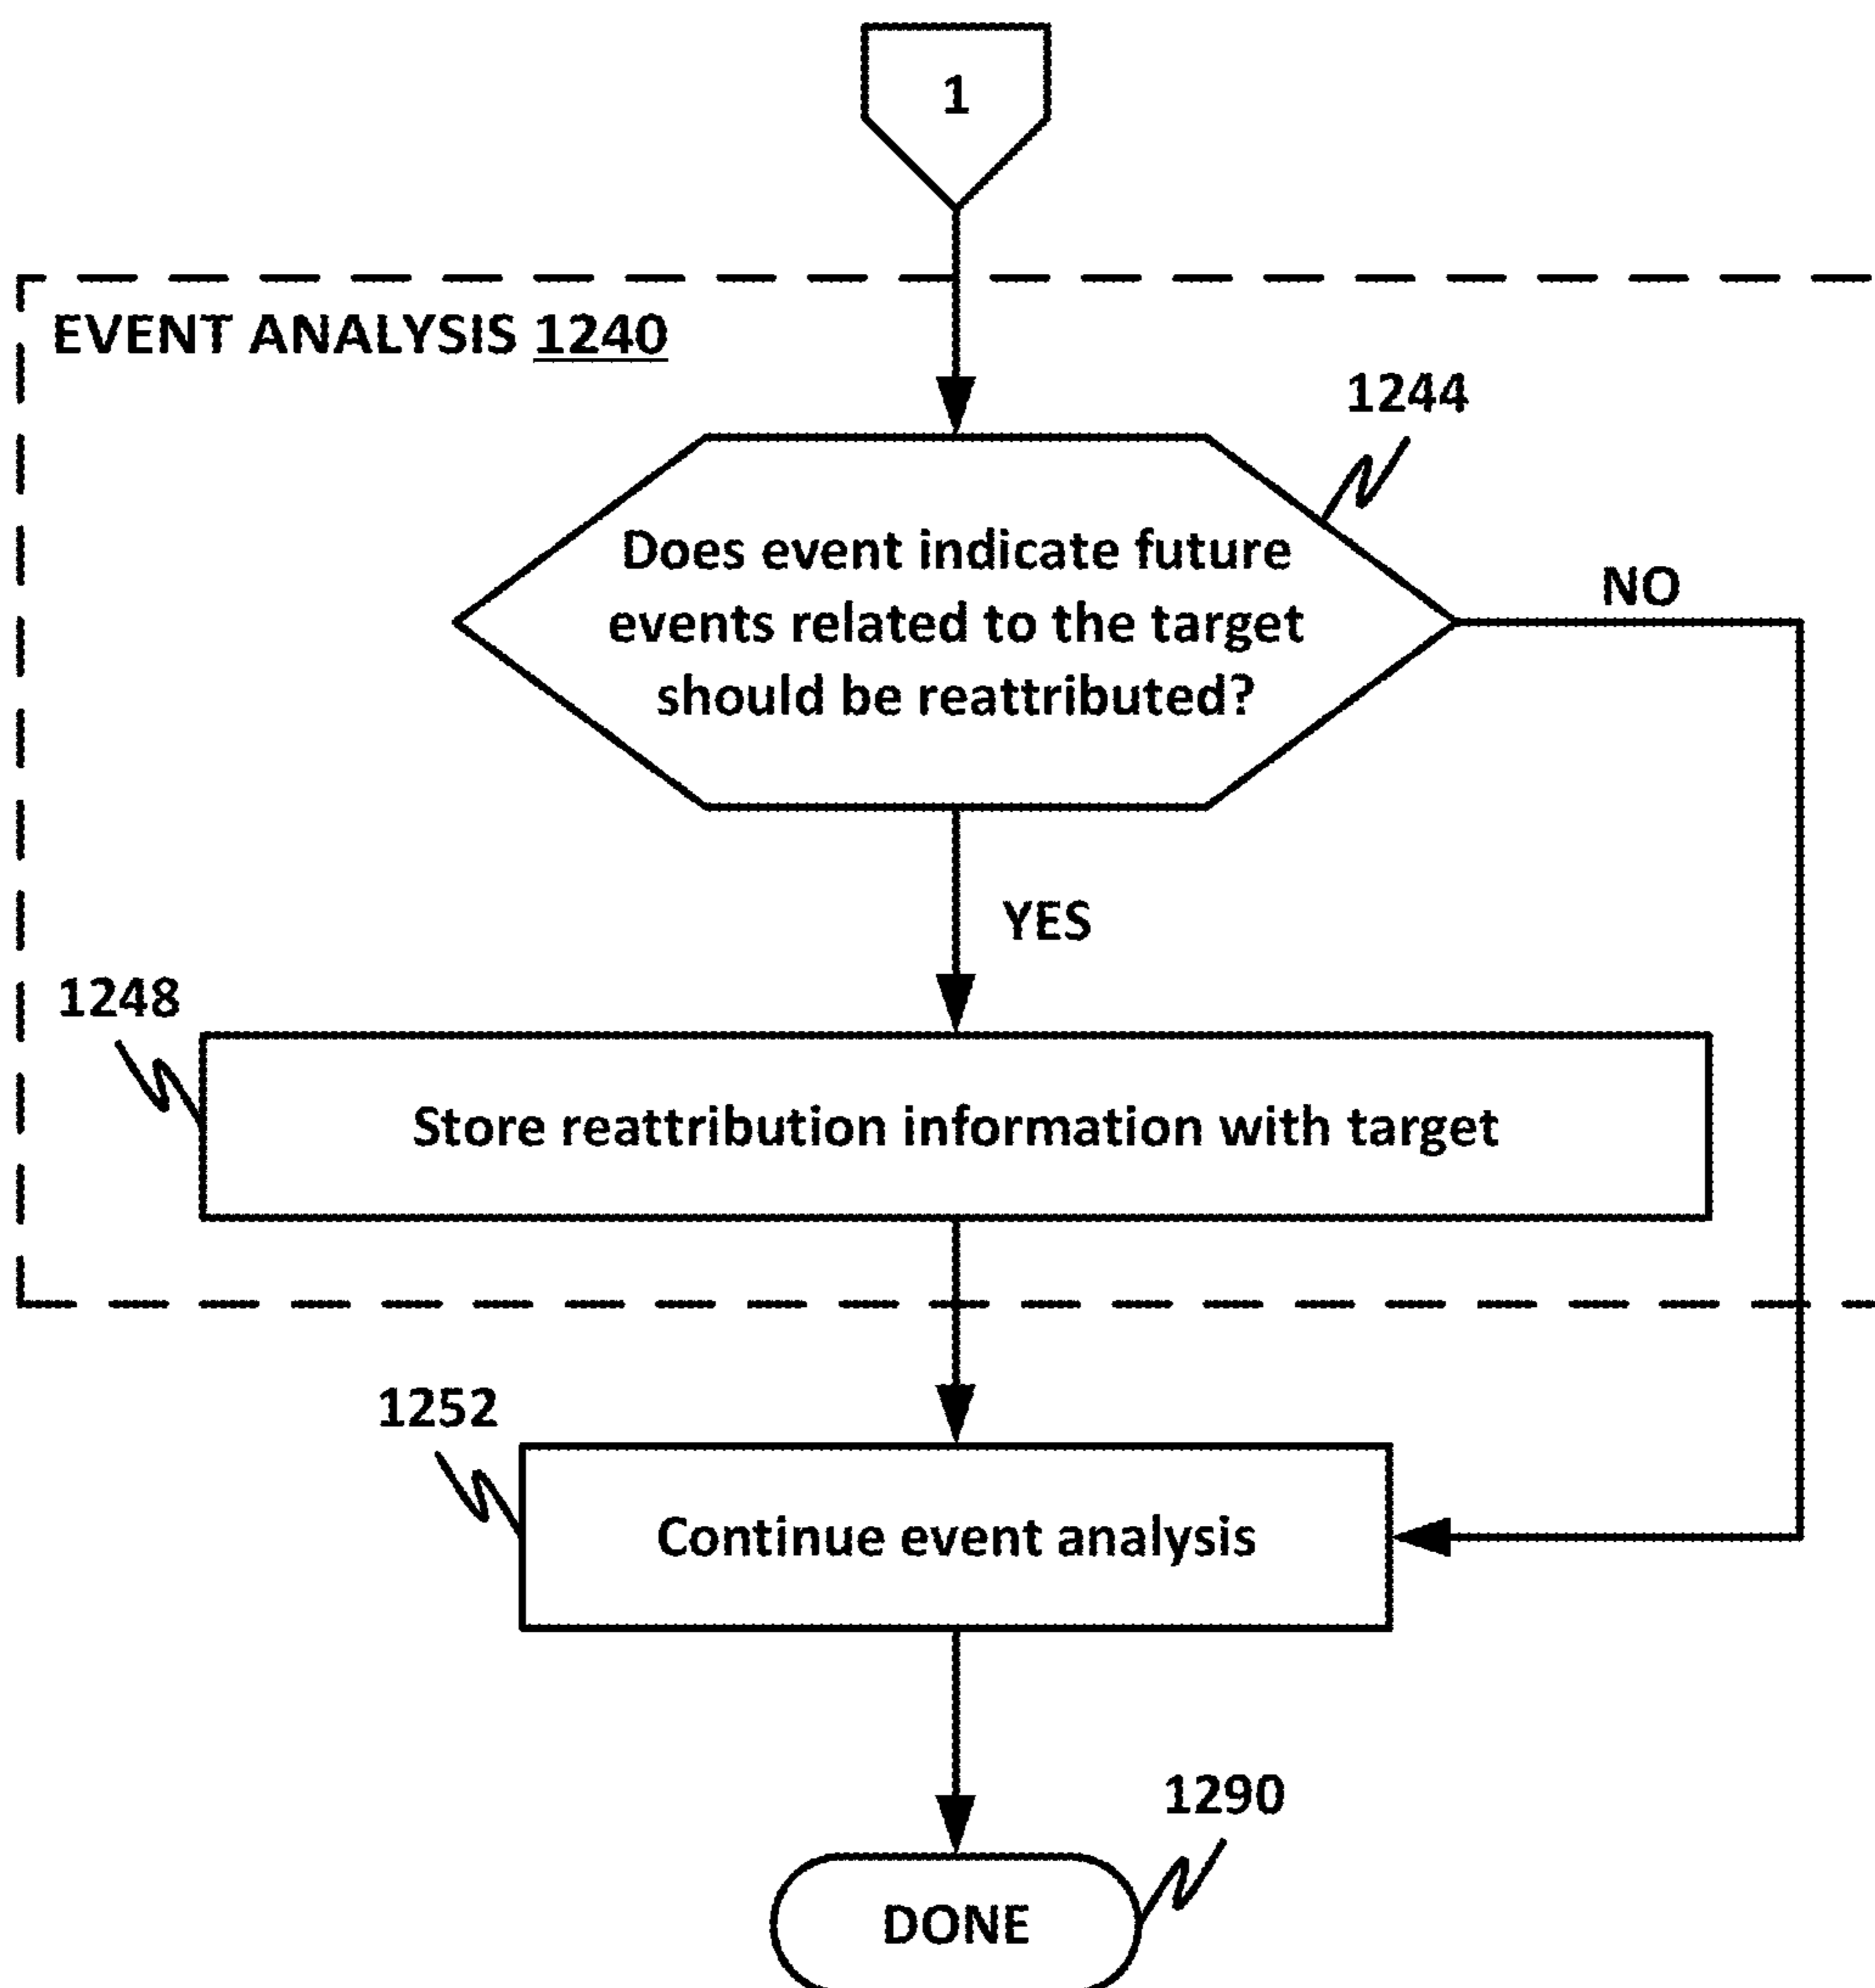 1
EVENT ANALYSIS 1240
1244
Does event indicate future
events related to the target
should be reattributed?
NO
YES
1248
Store reattribution information with target
1252
Continue event analysis
1290
DONE